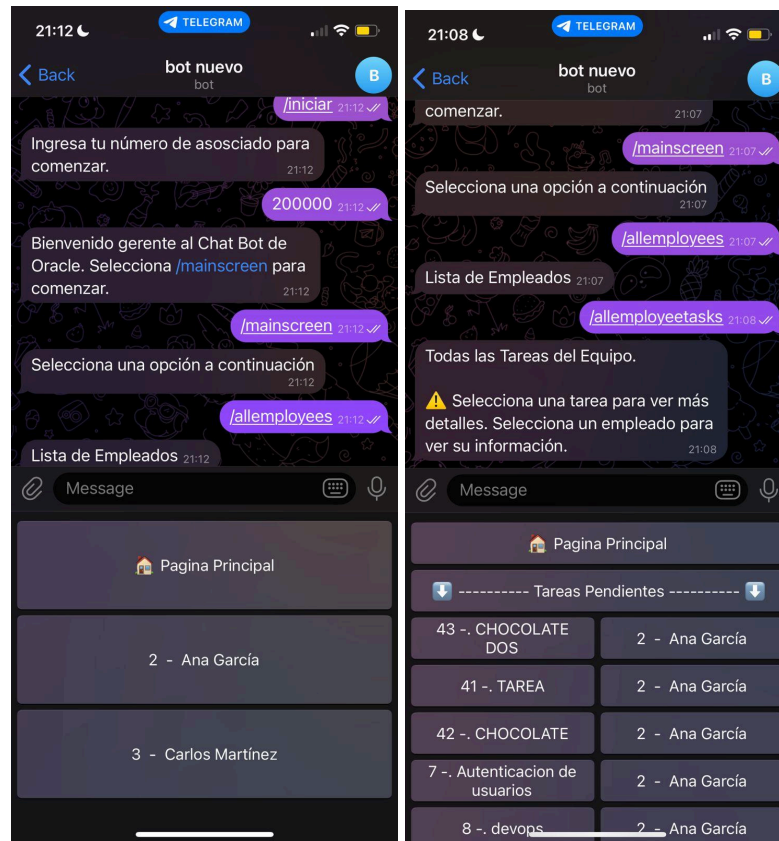 21:12
TELEGRAM
Back
bot nuevo
bot
B
/iniciar 21:12
Ingresa tu número de asosciado para
comenzar.
21:12
200000 21:12
Bienvenido gerente al Chat Bot de
Oracle. Selecciona /mainscreen para
comenzar.
21:12
/mainscreen 21:12
Selecciona una opción a continuación
21:12
/allemployees 21:12
Lista de Empleados 21:12
Message
Pagina Principal
2 - Ana García
3 - Carlos Martínez
21:08
TELEGRAM
Back
bot nuevo
bot
B
comenzar.
21:07
/mainscreen 21:07
Selecciona una opción a continuación
21:07
/allemployees 21:07
Lista de Empleados 21:07
/allemployeetasks 21:08
Todas las Tareas del Equipo.
Selecciona una tarea para ver más
detalles. Selecciona un empleado para
ver su información.
21:08
Message
Pagina Principal
---------- Tareas Pendientes ----------
43 -. CHOCOLATE
DOS
2 - Ana García
41 -. TAREA
2 - Ana García
42 -. CHOCOLATE
2 - Ana García
7 -. Autenticacion de
usuarios
2 - Ana García
8 -. devops
2 - Ana García